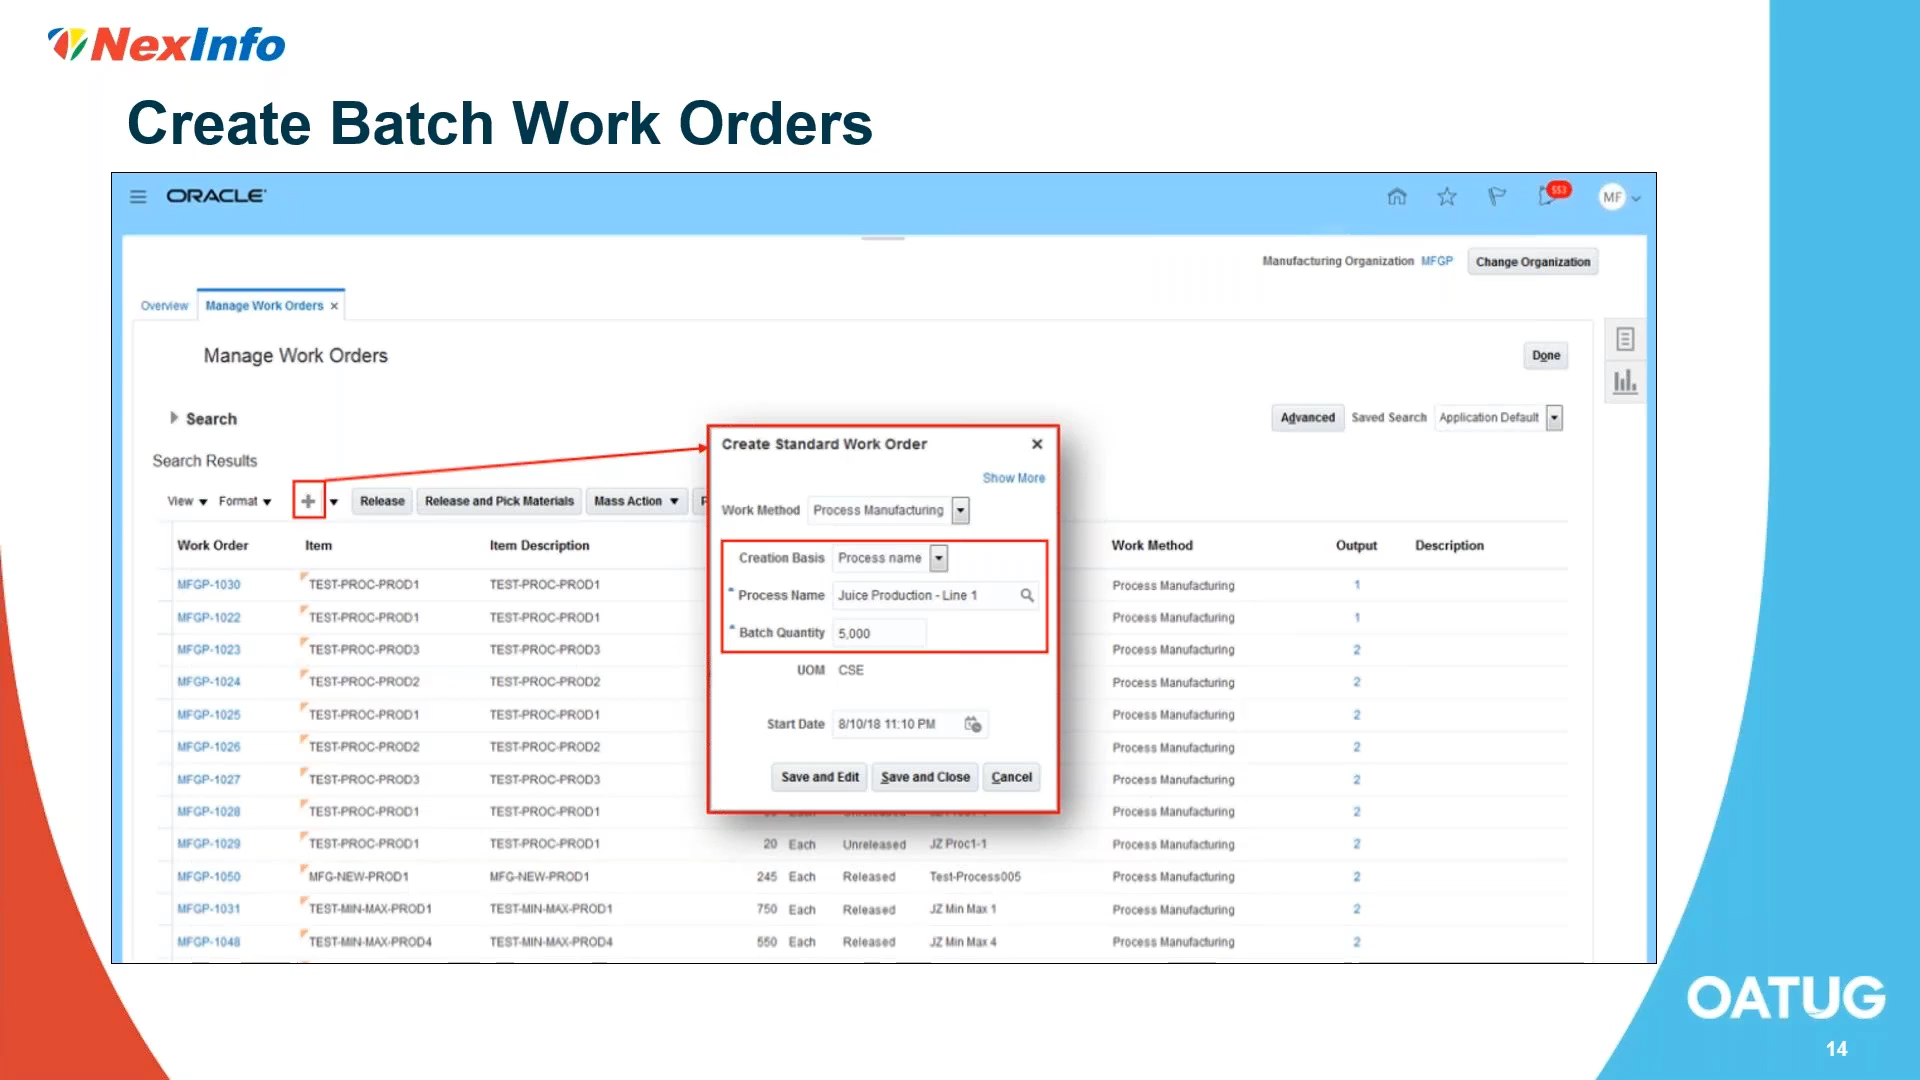 NexInfo
Create Batch Work Orders
ORACLE
553
MF
Manufacturing Organization MFGP Change Organization
Overview Manage Work Orders ×
Manage Work Orders Done
Search Advanced Saved Search Application Default
Search Results
View Format Release Release and Pick Materials Mass Action
Work Order Item Item Description Work Method Output Description
MFGP-1030 TEST-PROC-PROD1 TEST-PROC-PROD1 Process Manufacturing 1
MFGP-1022 TEST-PROC-PROD1 TEST-PROC-PROD1 Process Manufacturing 1
MFGP-1023 TEST-PROC-PROD3 TEST-PROC-PROD3 Process Manufacturing 2
MFGP-1024 TEST-PROC-PROD2 TEST-PROC-PROD2 Process Manufacturing 2
MFGP-1025 TEST-PROC-PROD1 TEST-PROC-PROD1 Process Manufacturing 2
MFGP-1026 TEST-PROC-PROD2 TEST-PROC-PROD2 Process Manufacturing 2
MFGP-1027 TEST-PROC-PROD3 TEST-PROC-PROD3 Process Manufacturing 2
MFGP-1028 TEST-PROC-PROD1 TEST-PROC-PROD1 Process Manufacturing 2
MFGP-1029 TEST-PROC-PROD1 TEST-PROC-PROD1 20 Each Unreleased JZ Proc1-1 Process Manufacturing 2
MFGP-1050 MFG-NEW-PROD1 MFG-NEW-PROD1 245 Each Released Test-Process005 Process Manufacturing 2
MFGP-1031 TEST-MIN-MAX-PROD1 TEST-MIN-MAX-PROD1 750 Each Released JZ Min Max 1 Process Manufacturing 2
MFGP-1048 TEST-MIN-MAX-PROD4 TEST-MIN-MAX-PROD4 550 Each Released JZ Min Max 4 Process Manufacturing 2
Create Standard Work Order
Show More
Work Method Process Manufacturing
Creation Basis Process name
* Process Name Juice Production - Line 1
* Batch Quantity 5,000
UOM CSE
Start Date 8/10/18 11:10 PM
Save and Edit Save and Close Cancel
OATUG
14